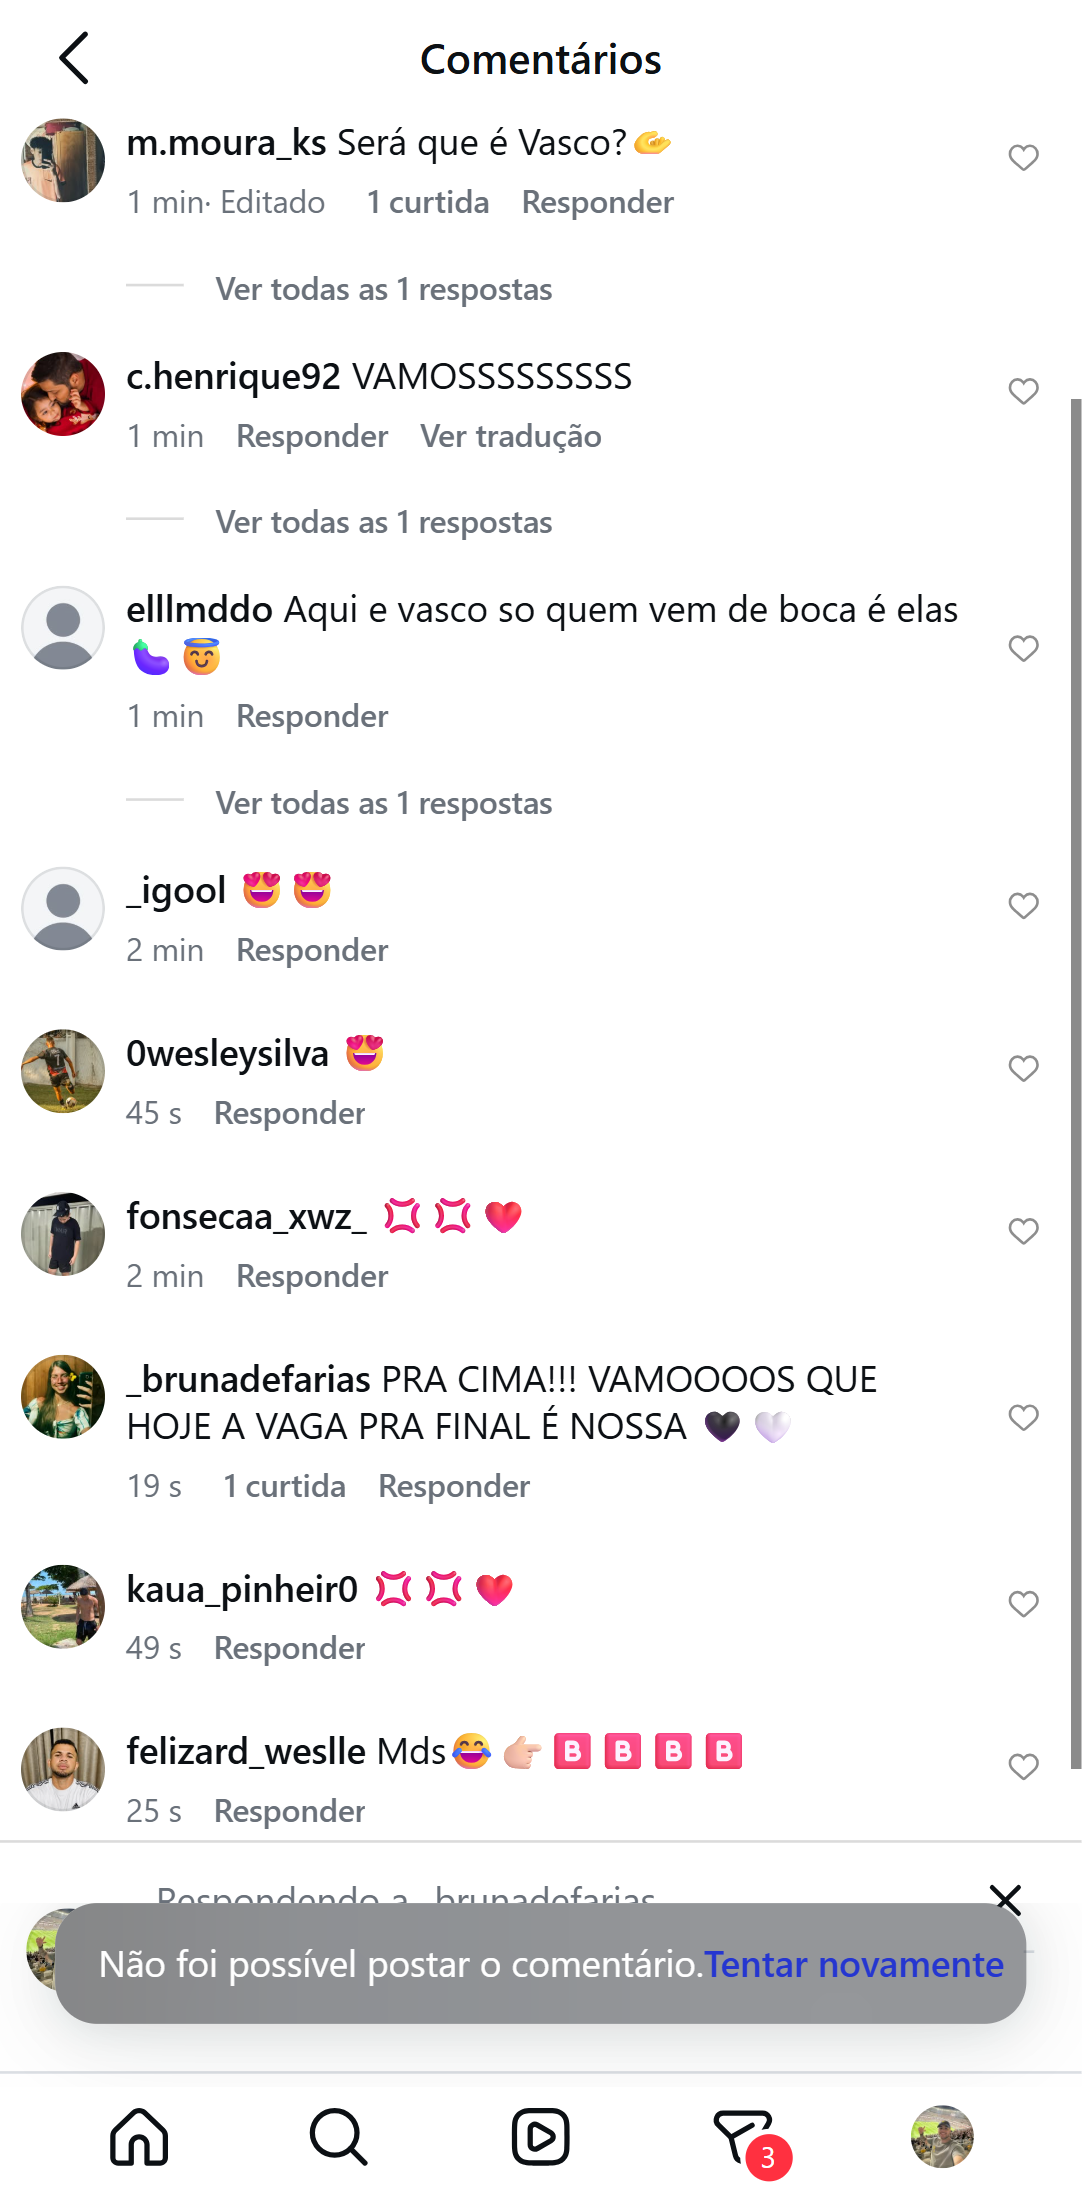 Comentários
m.moura_ks Será que é Vasco?🫴
1 min· Editado 1 curtida Responder
Ver todas as 1 respostas
c.henrique92 VAMOSSSSSSSSS
1 min Responder Ver tradução
Ver todas as 1 respostas
elllmddo Aqui e vasco so quem vem de boca é elas
🍆😇
1 min Responder
Ver todas as 1 respostas
_igool 😍😍
2 min Responder
0wesleysilva 😍
45 s Responder
fonsecaa_xwz_ 💢💢❤️
2 min Responder
_brunadefarias PRA CIMA!!! VAMOOOOS QUE
HOJE A VAGA PRA FINAL É NOSSA 🖤🤍
19 s 1 curtida Responder
kaua_pinheir0 💢💢❤️
49 s Responder
felizard_weslle Mds😂👉🏻🅱️🅱️🅱️🅱️
25 s Responder
Respondendo a _brunadefarias
Não foi possível postar o comentário.Tentar novamente
3